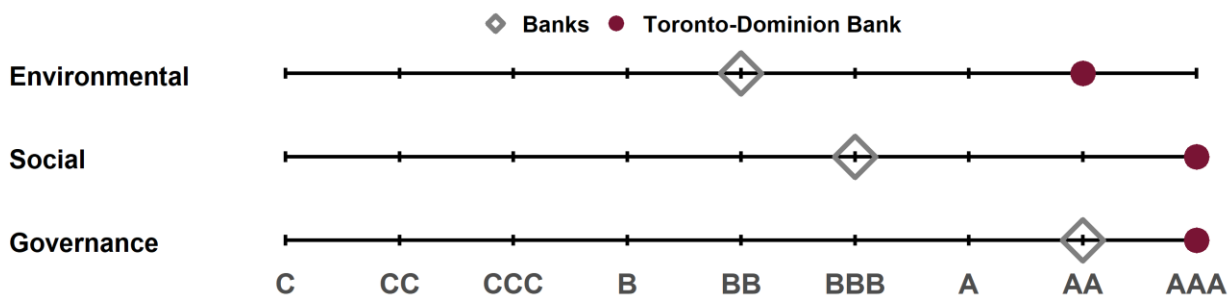 Banks Toronto-Dominion Bank
Environmental
Social
Governance
C CC CCC B BB BBB A AA AAA